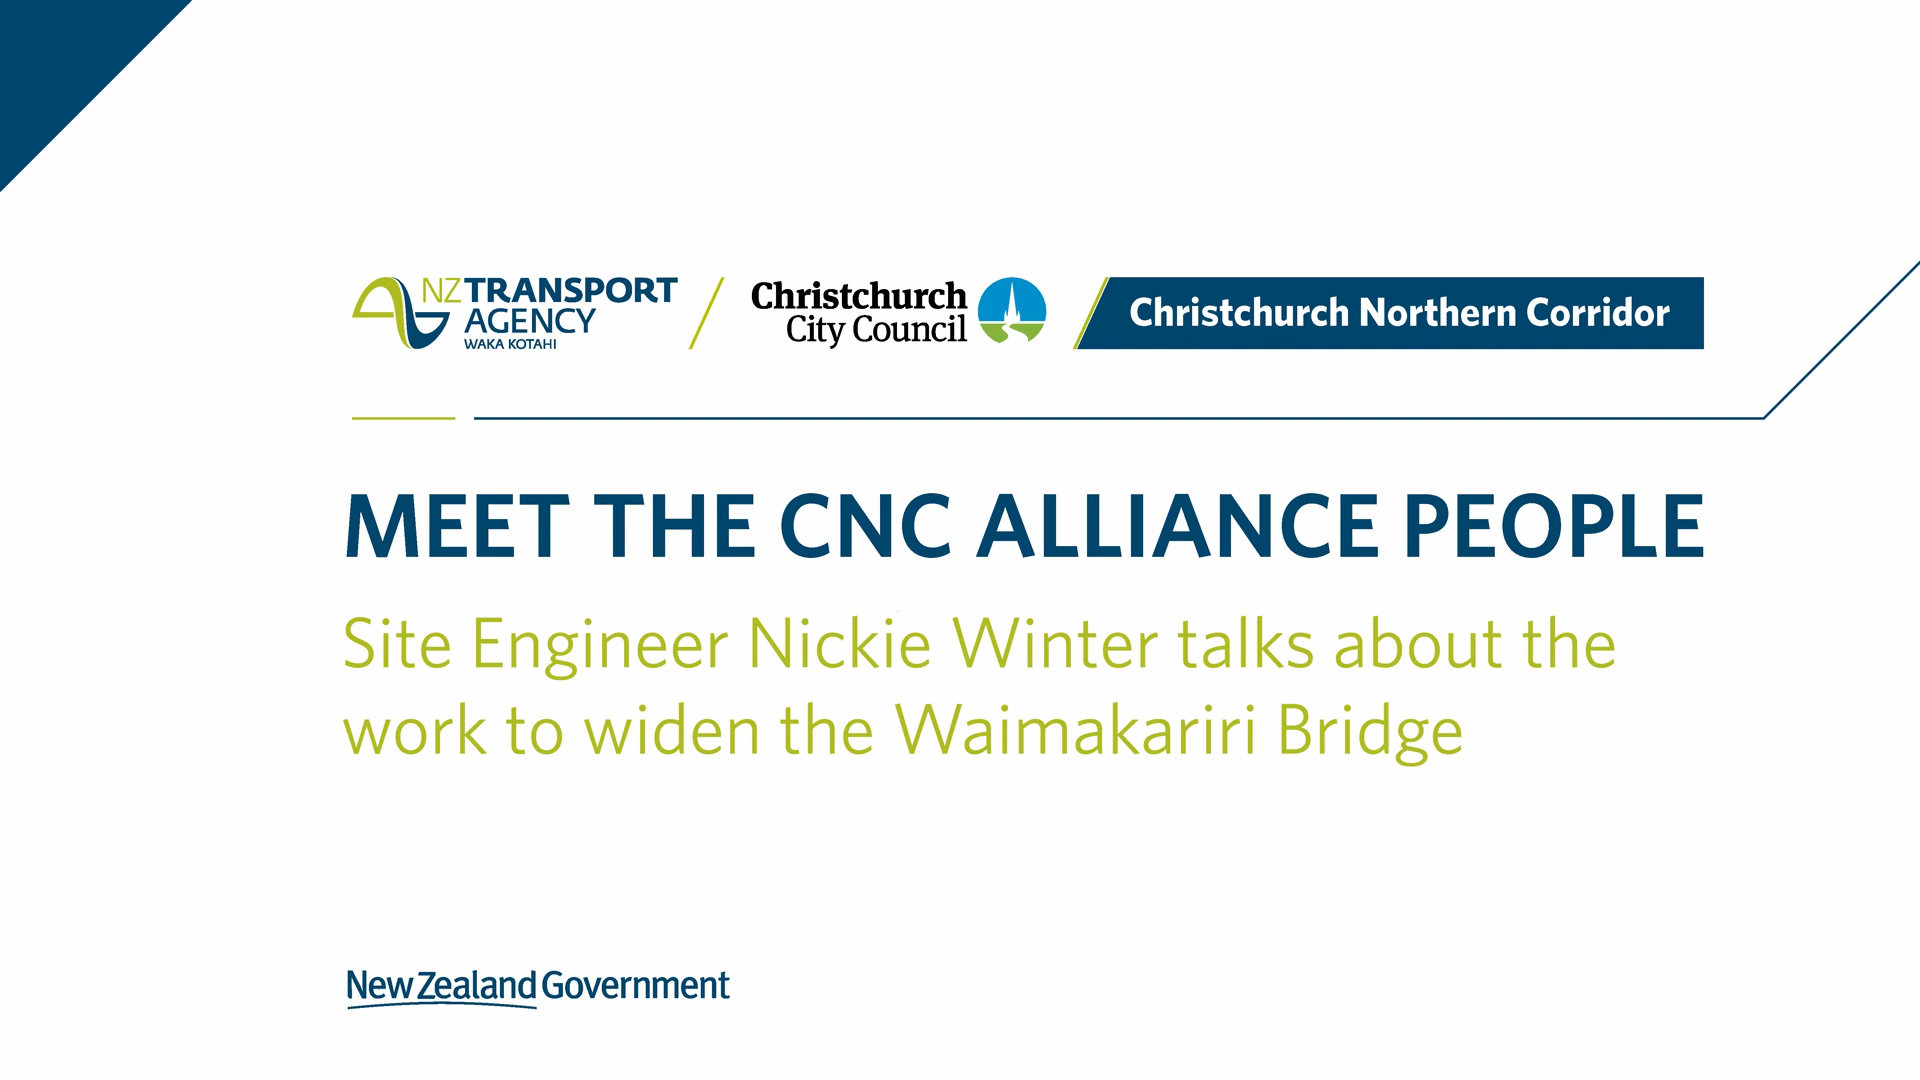 NZ TRANSPORT
AGENCY
WAKA KOTAHI
Christchurch
City Council
Christchurch Northern Corridor
MEET THE CNC ALLIANCE PEOPLE
Site Engineer Nickie Winter talks about the
work to widen the Waimakariri Bridge
New Zealand Government